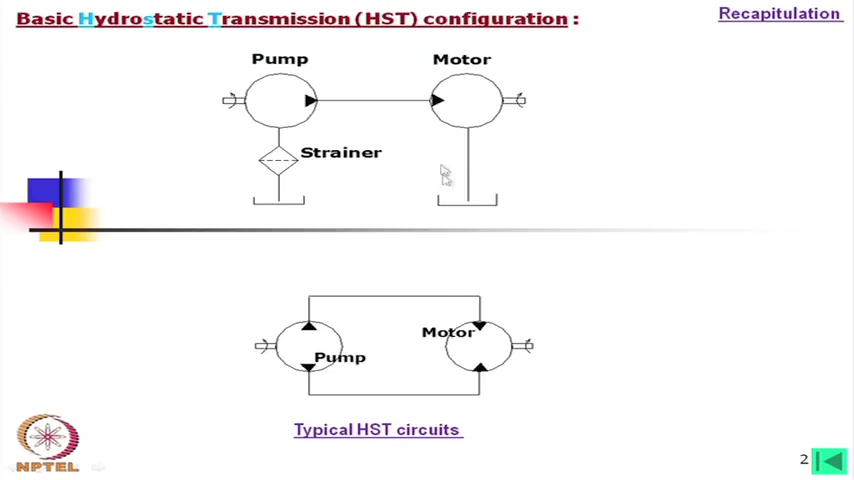 Basic Hydrostatic Transmission (HST) configuration :
Recapitulation
Pump
Motor
Strainer
Motor
Pump
Typical HST circuits
NPTEL
2